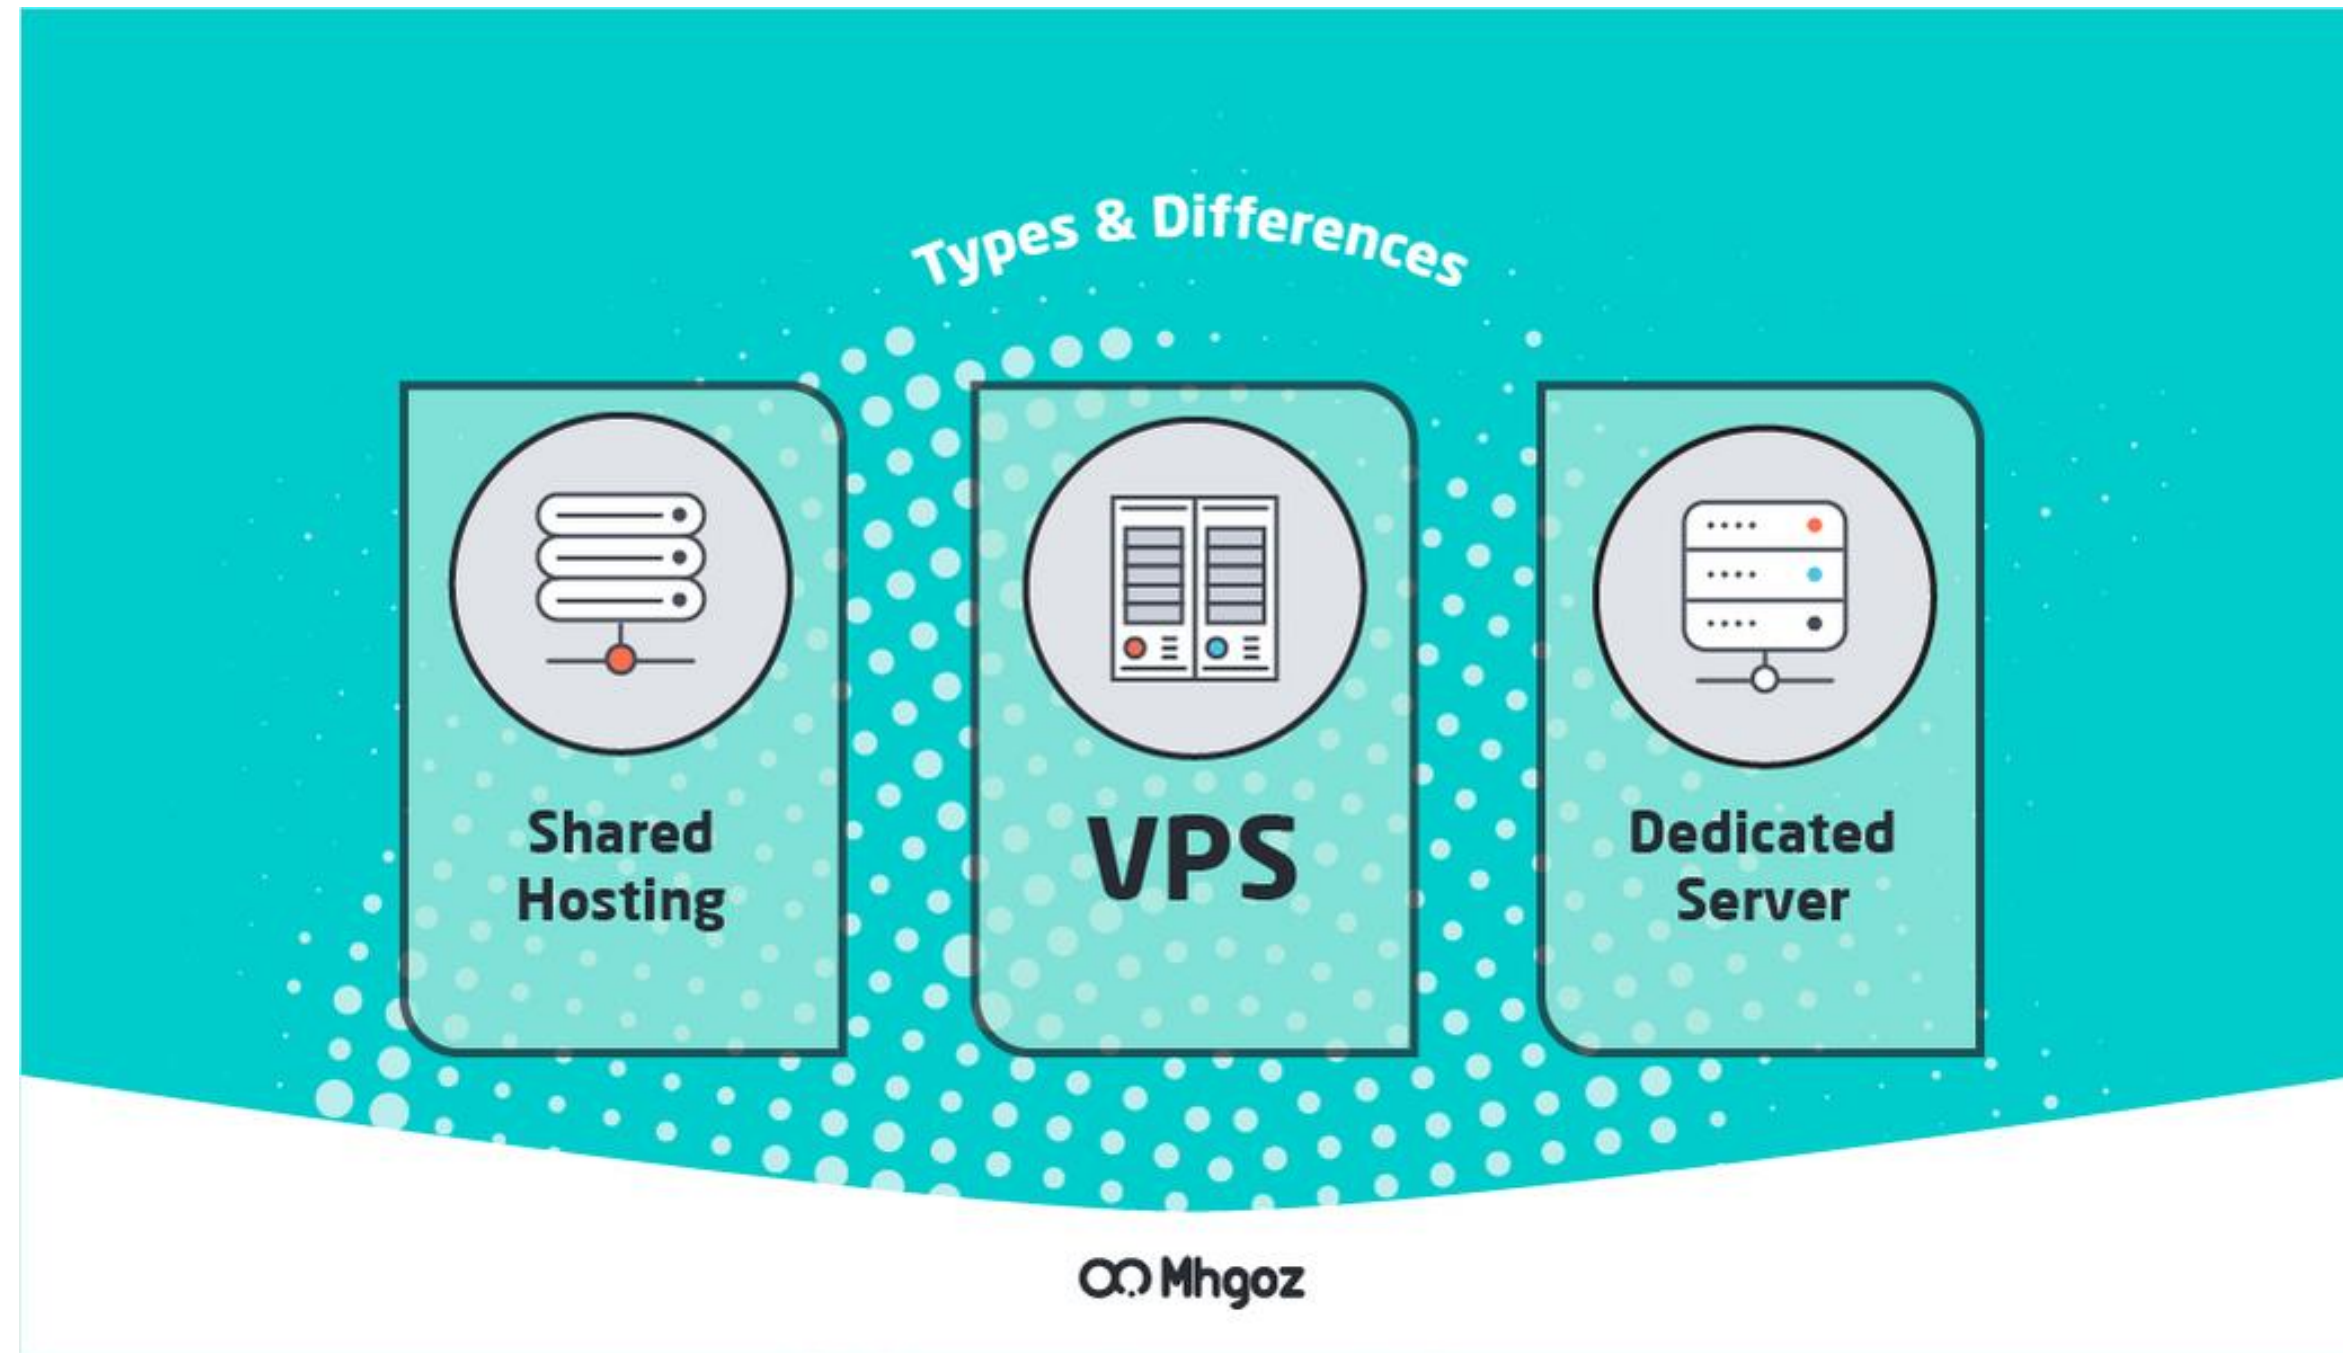 Types & Differences
Shared
Hosting
VPS
Dedicated
Server
Mhgoz